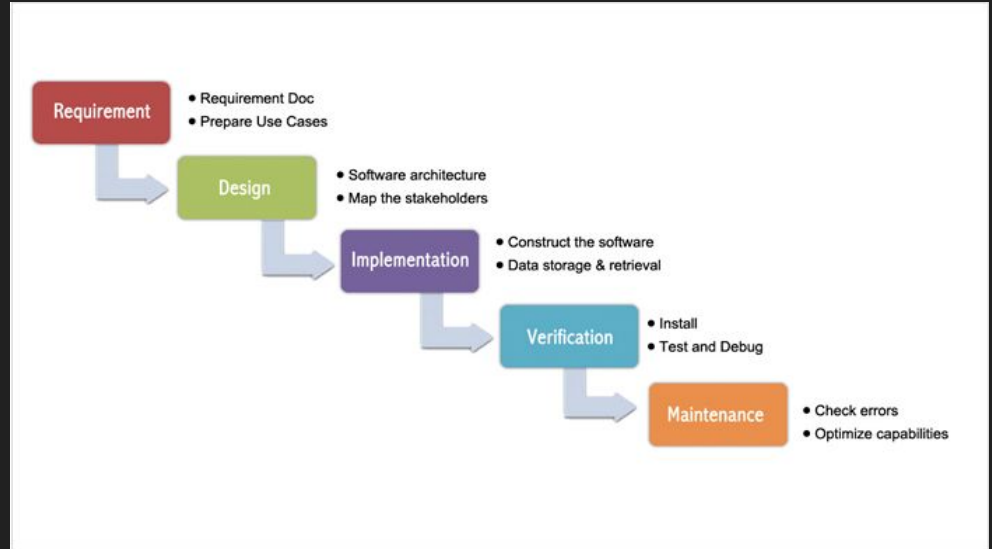 Requirement
• Requirement Doc
• Prepare Use Cases
Design
• Software architecture
• Map the stakeholders
Implementation
• Construct the software
• Data storage & retrieval
Verification
• Install
• Test and Debug
Maintenance
• Check errors
• Optimize capabilities